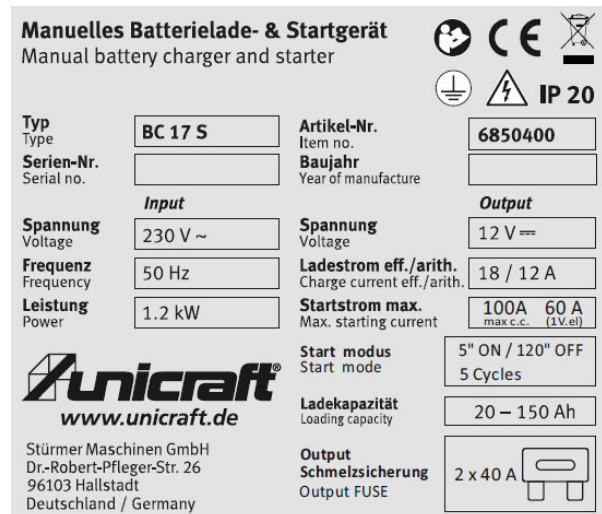 Manuelles Batterielade- & Startgerät
Manual battery charger and starter
IP 20
Typ
Type
BC 17 S
Artikel-Nr.
Item no.
6850400
Serien-Nr.
Serial no.
Baujahr
Year of manufacture
Input
Output
Spannung
Voltage
230 V ~
Spannung
Voltage
12 V ⎓
Frequenz
Frequency
50 Hz
Ladestrom eff./arith.
Charge current eff./arith.
18 / 12 A
Leistung
Power
1.2 kW
Startstrom max.
Max. starting current
100A 60 A
max c.c. (1V.el)
Start modus
Start mode
5" ON / 120" OFF
5 Cycles
unicraft®
www.unicraft.de
Ladekapazität
Loading capacity
20 – 150 Ah
Stürmer Maschinen GmbH
Dr.-Robert-Pfleger-Str. 26
96103 Hallstadt
Deutschland / Germany
Output
Schmelzsicherung
Output FUSE
2 x 40 A